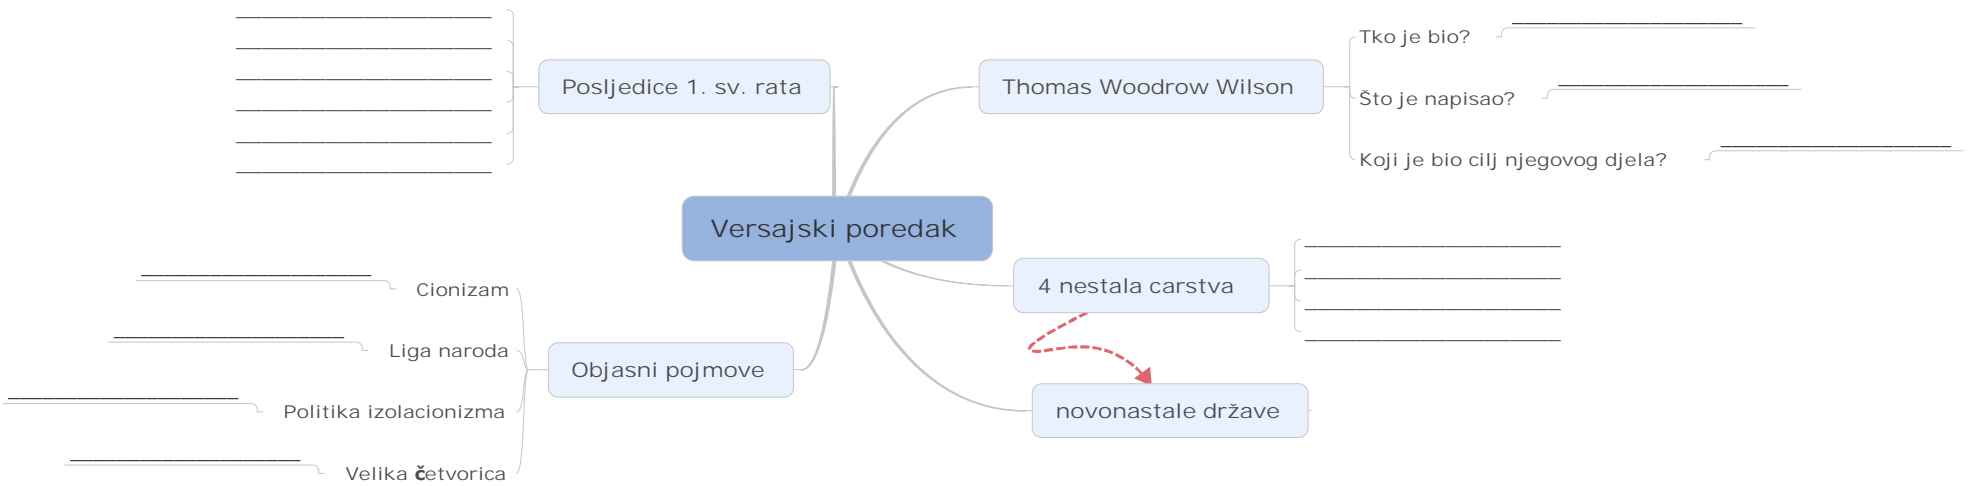 Versajski poredak
Posljedice 1. sv. rata
Thomas Woodrow Wilson
Tko je bio?
Što je napisao?
Koji je bio cilj njegovog djela?
4 nestala carstva
novonastale države
Objasni pojmove
Cionizam
Liga naroda
Politika izolacionizma
Velika četvorica